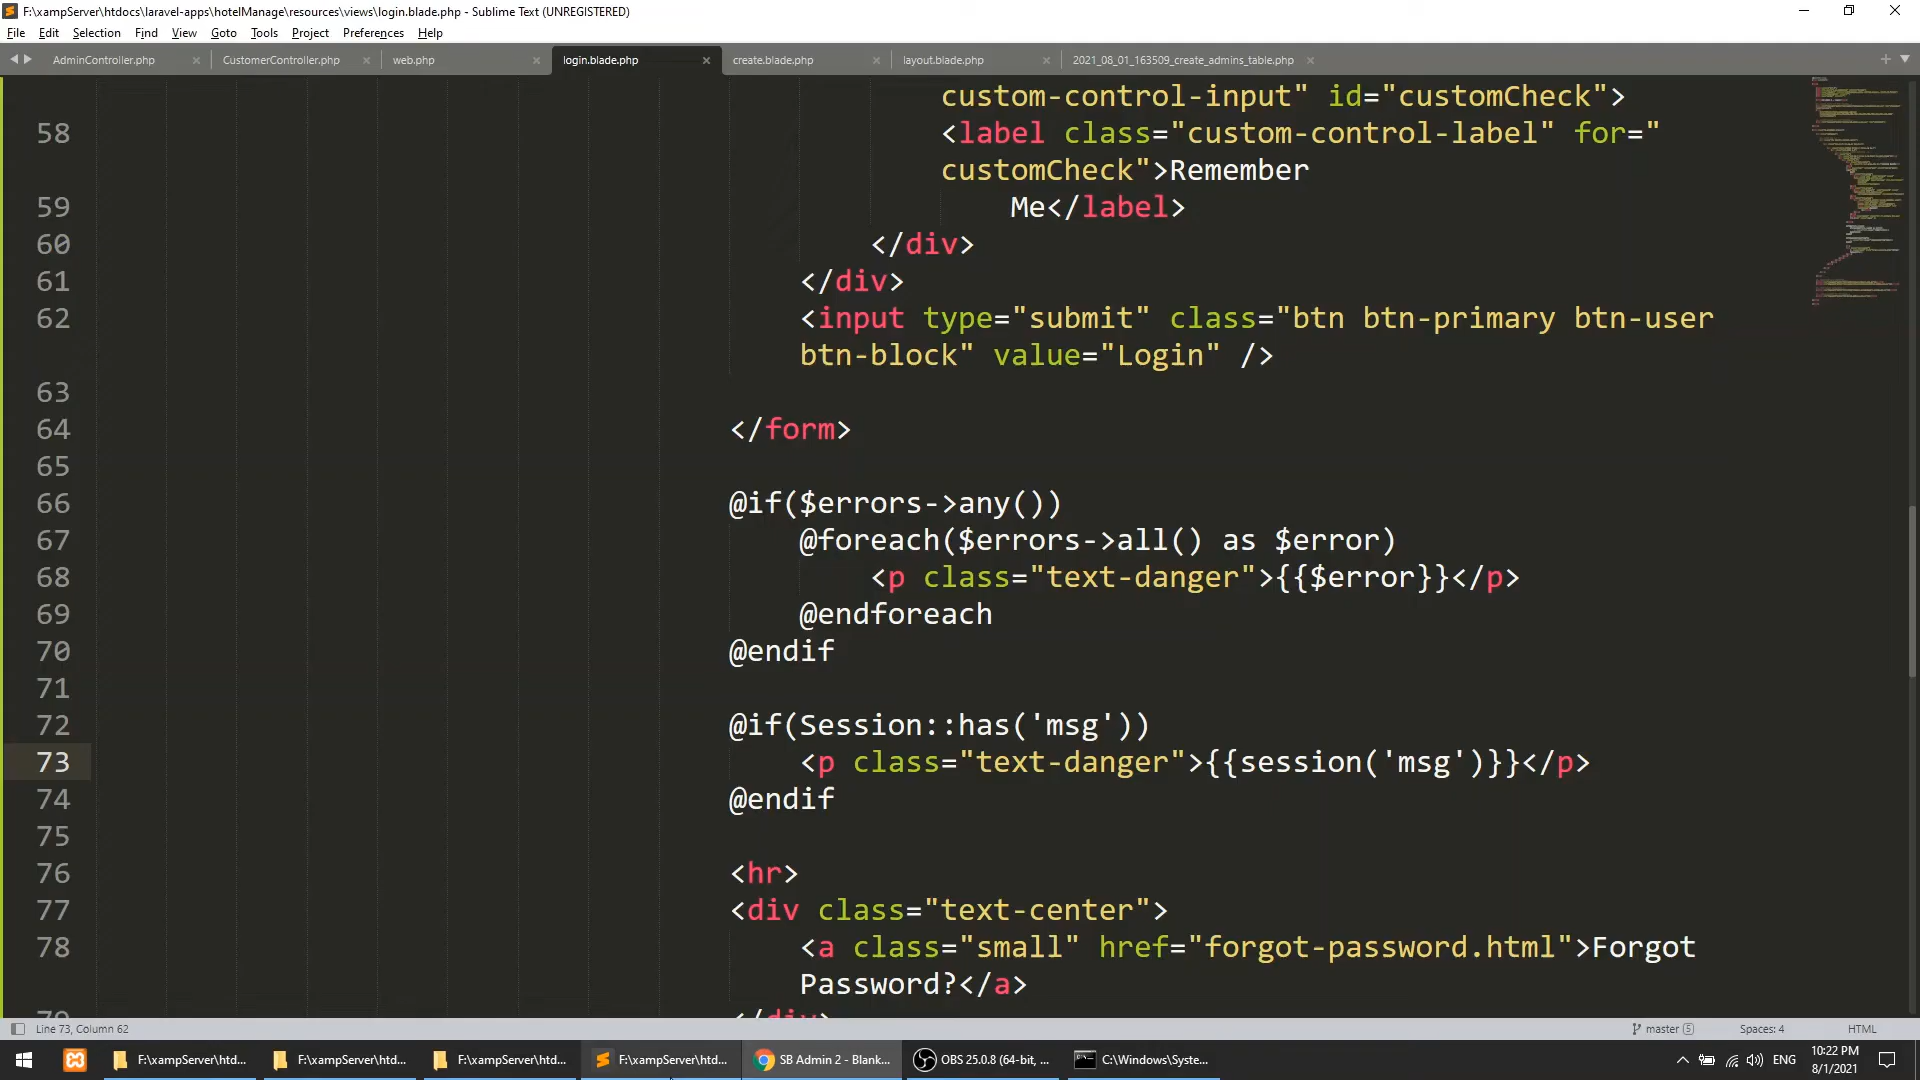 F:\xampServer\htdocs\laravel-apps\hotelManage\resources\views\login.blade.php - Sublime Text (UNREGISTERED)
File Edit Selection Find View Goto Tools Project Preferences Help
AdminController.php CustomerController.php web.php login.blade.php create.blade.php layout.blade.php 2021_08_01_163509_create_admins_table.php
custom-control-input" id="customCheck">
58 <label class="custom-control-label" for="
customCheck">Remember
59 Me</label>
60 </div>
61 </div>
62 <input type="submit" class="btn btn-primary btn-user
btn-block" value="Login" />
63
64 </form>
65
66 @if($errors->any())
67 @foreach($errors->all() as $error)
68 <p class="text-danger">{{$error}}</p>
69 @endforeach
70 @endif
71
72 @if(Session::has('msg'))
73 <p class="text-danger">{{session('msg')}}</p>
74 @endif
75
76 <hr>
77 <div class="text-center">
78 <a class="small" href="forgot-password.html">Forgot
Password?</a>
79 </div>
Line 73, Column 62 master 5 Spaces: 4 HTML
F:\xampServer\htd... F:\xampServer\htd... F:\xampServer\htd... F:\xampServer\htd... SB Admin 2 - Blank... OBS 25.0.8 (64-bit, ... C:\Windows\Syste... ENG 10:22 PM
8/1/2021